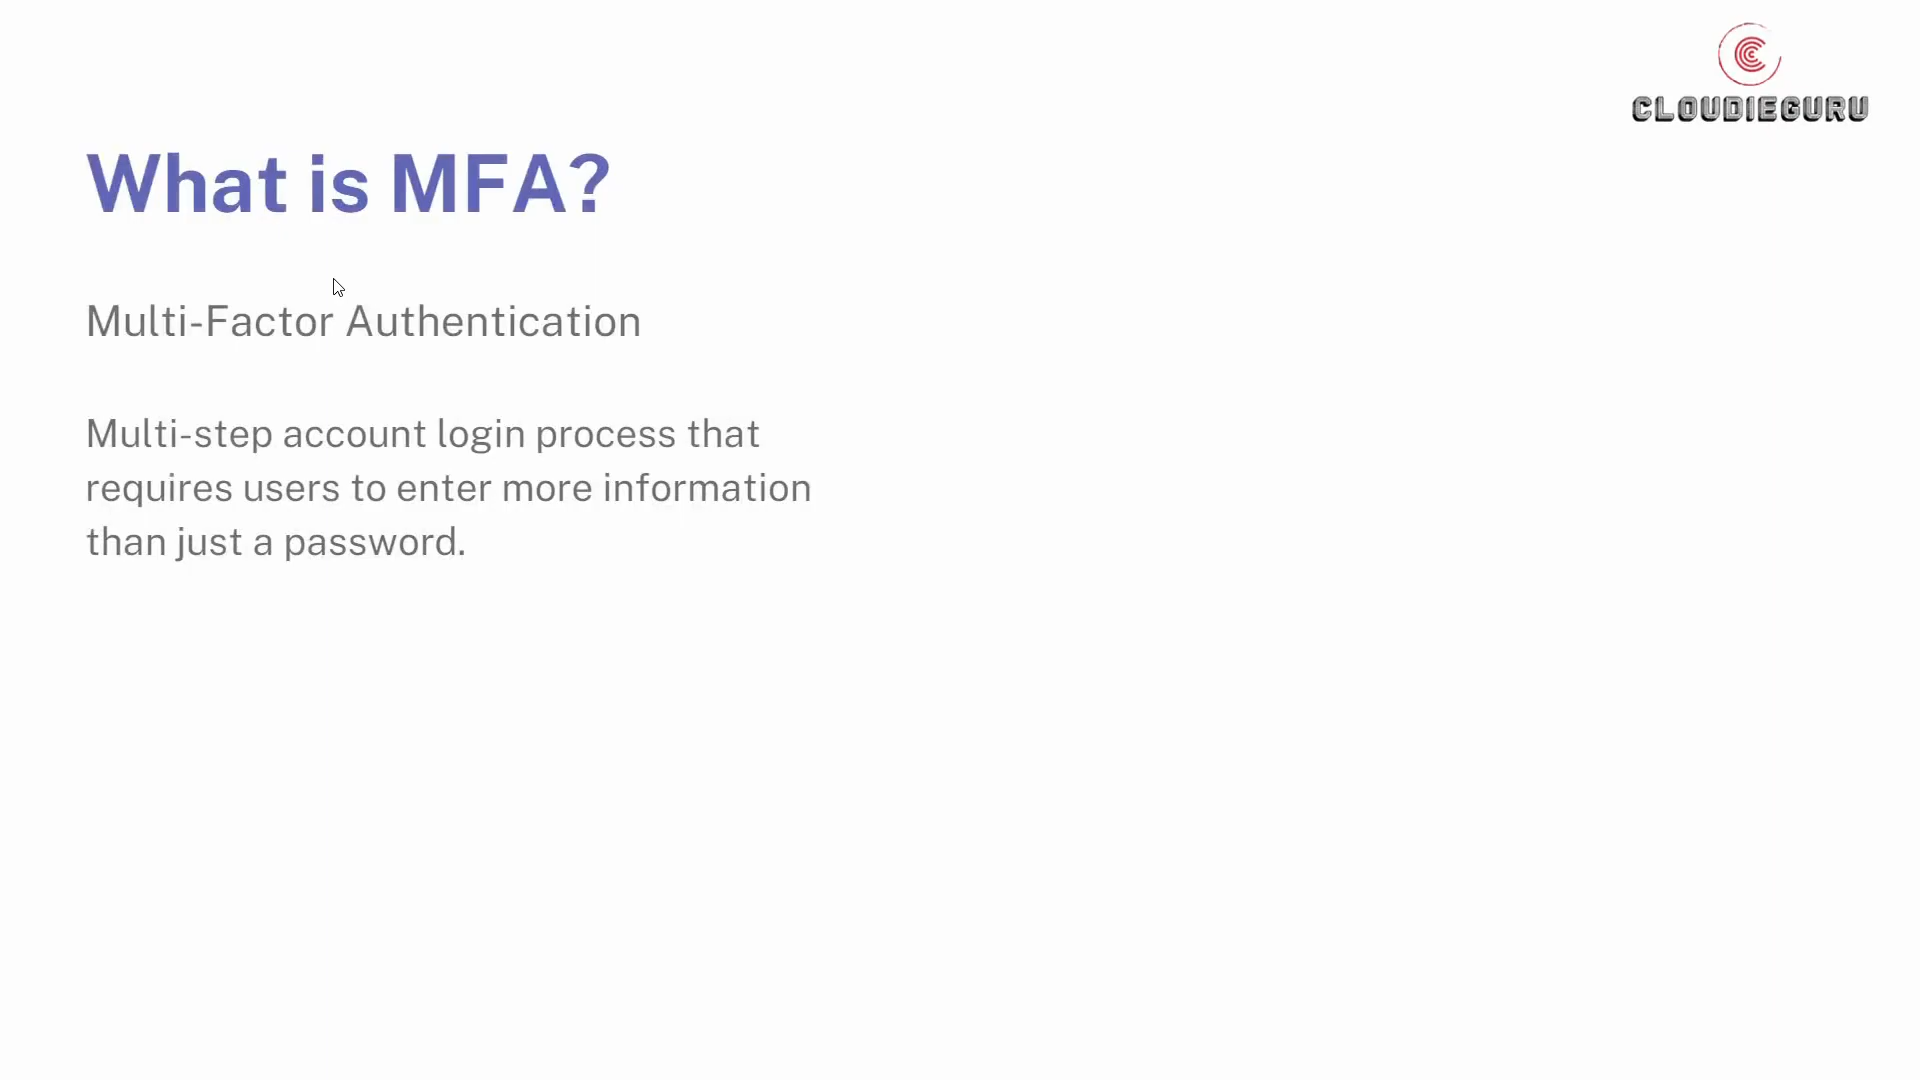 CLOUDIEGURU
What is MFA?
Multi-Factor Authentication
Multi-step account login process that
requires users to enter more information
than just a password.